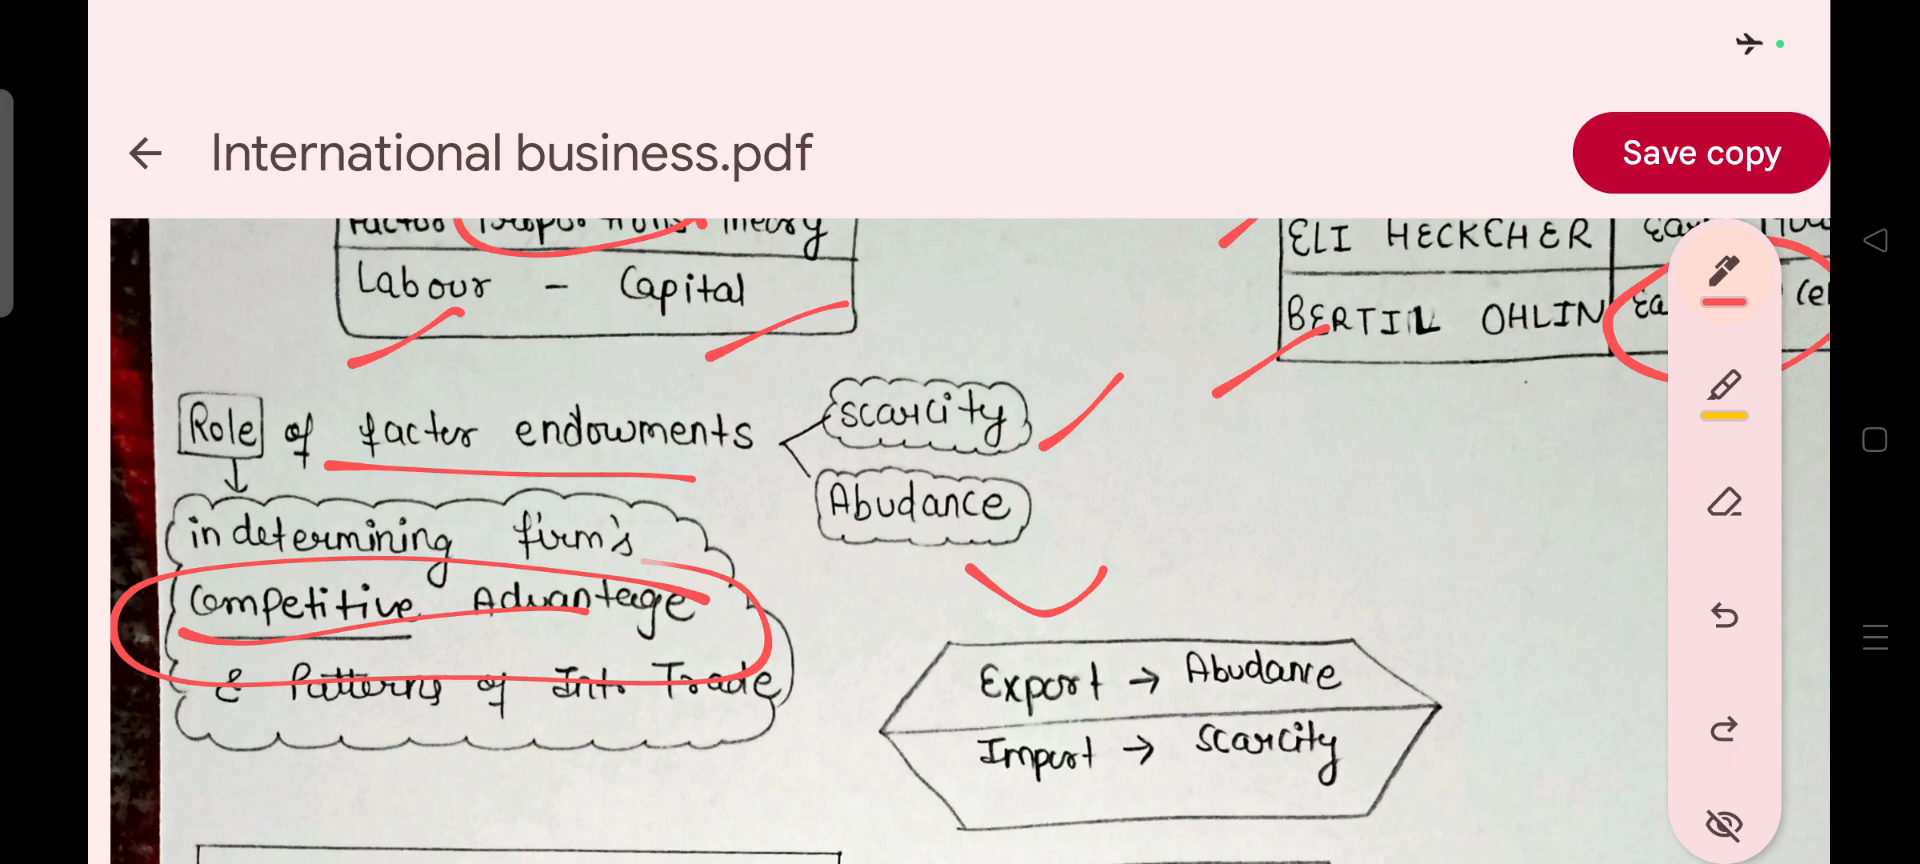 International business.pdf
Save copy
Theory
Labour - Capital
ELI HECKCHER
BERTIL OHLIN
Role of factor endowments
scarcity
Abudance
in determining firm's
Competitive Advantage
& Patterns of Int. Trade
Export → Abudance
Import → Scarcity